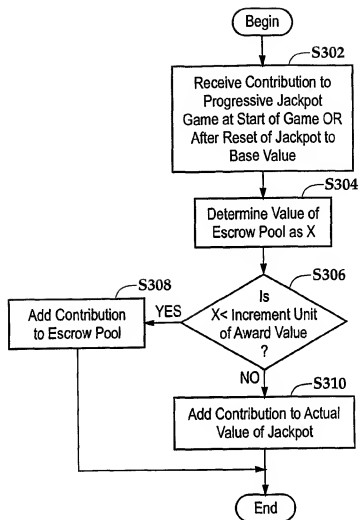 Begin
S302
Receive Contribution to
Progressive Jackpot
Game at Start of Game OR
After Reset of Jackpot to
Base Value
S304
Determine Value of
Escrow Pool as X
S306
Is
X< Increment Unit
of Award Value
?
YES
S308
Add Contribution
to Escrow Pool
NO
S310
Add Contribution to Actual
Value of Jackpot
End